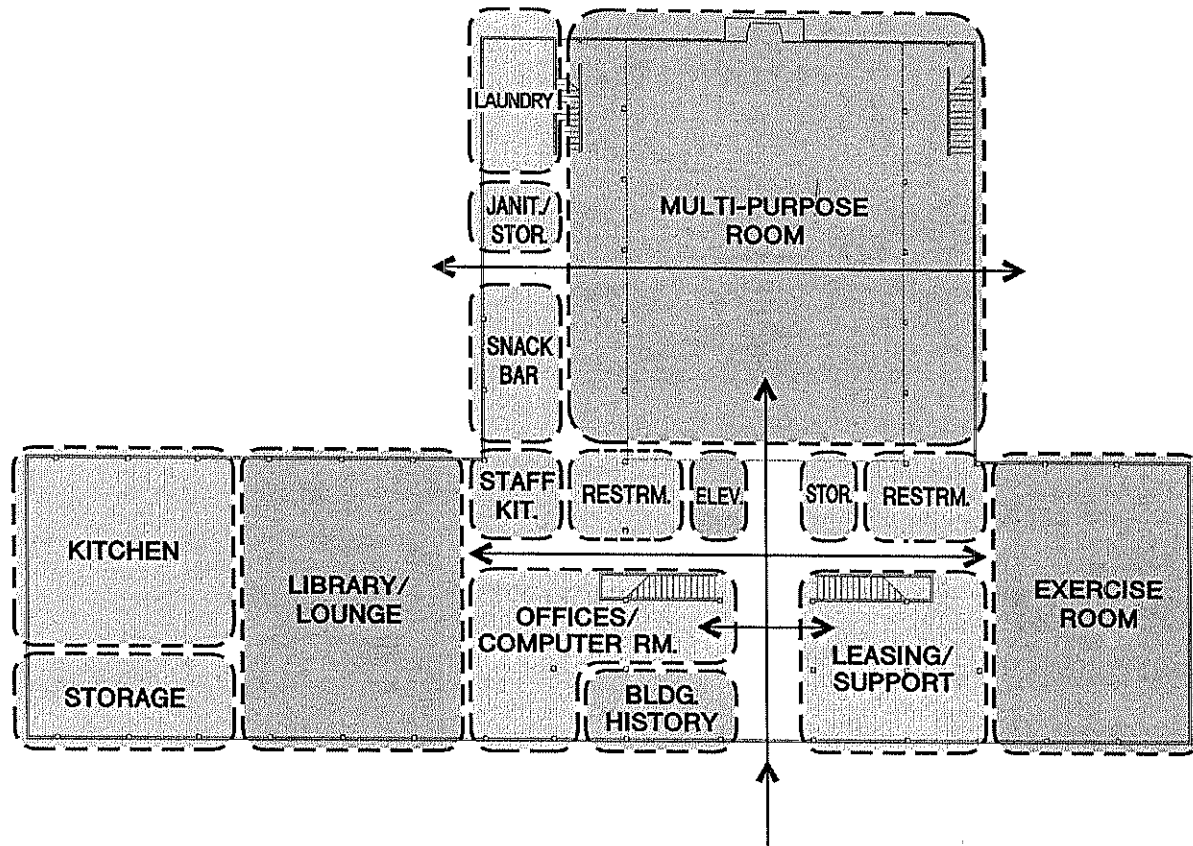 LAUNDRY
JANIT./
STOR.
MULTI-PURPOSE
ROOM
SNACK
BAR
STAFF
KIT.
RESTRM.
ELEV.
STOR.
RESTRM.
KITCHEN
LIBRARY/
LOUNGE
OFFICES/
COMPUTER RM.
LEASING/
SUPPORT
EXERCISE
ROOM
STORAGE
BLDG.
HISTORY